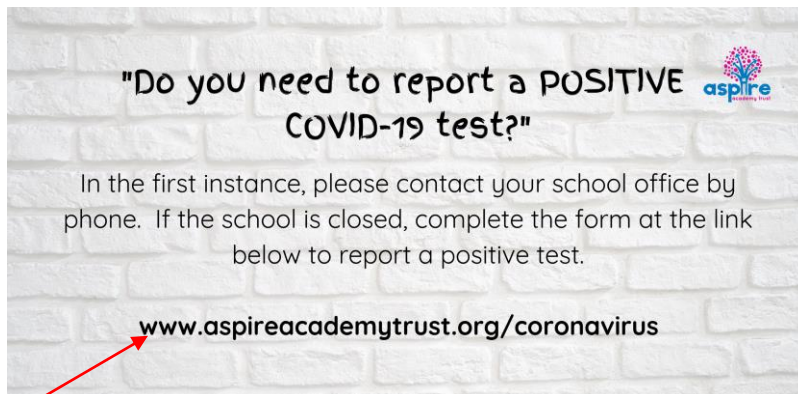 "Do you need to report a POSITIVE
COVID-19 test?"
aspire
academy trust
In the first instance, please contact your school office by
phone. If the school is closed, complete the form at the link
below to report a positive test.
www.aspireacademytrust.org/coronavirus